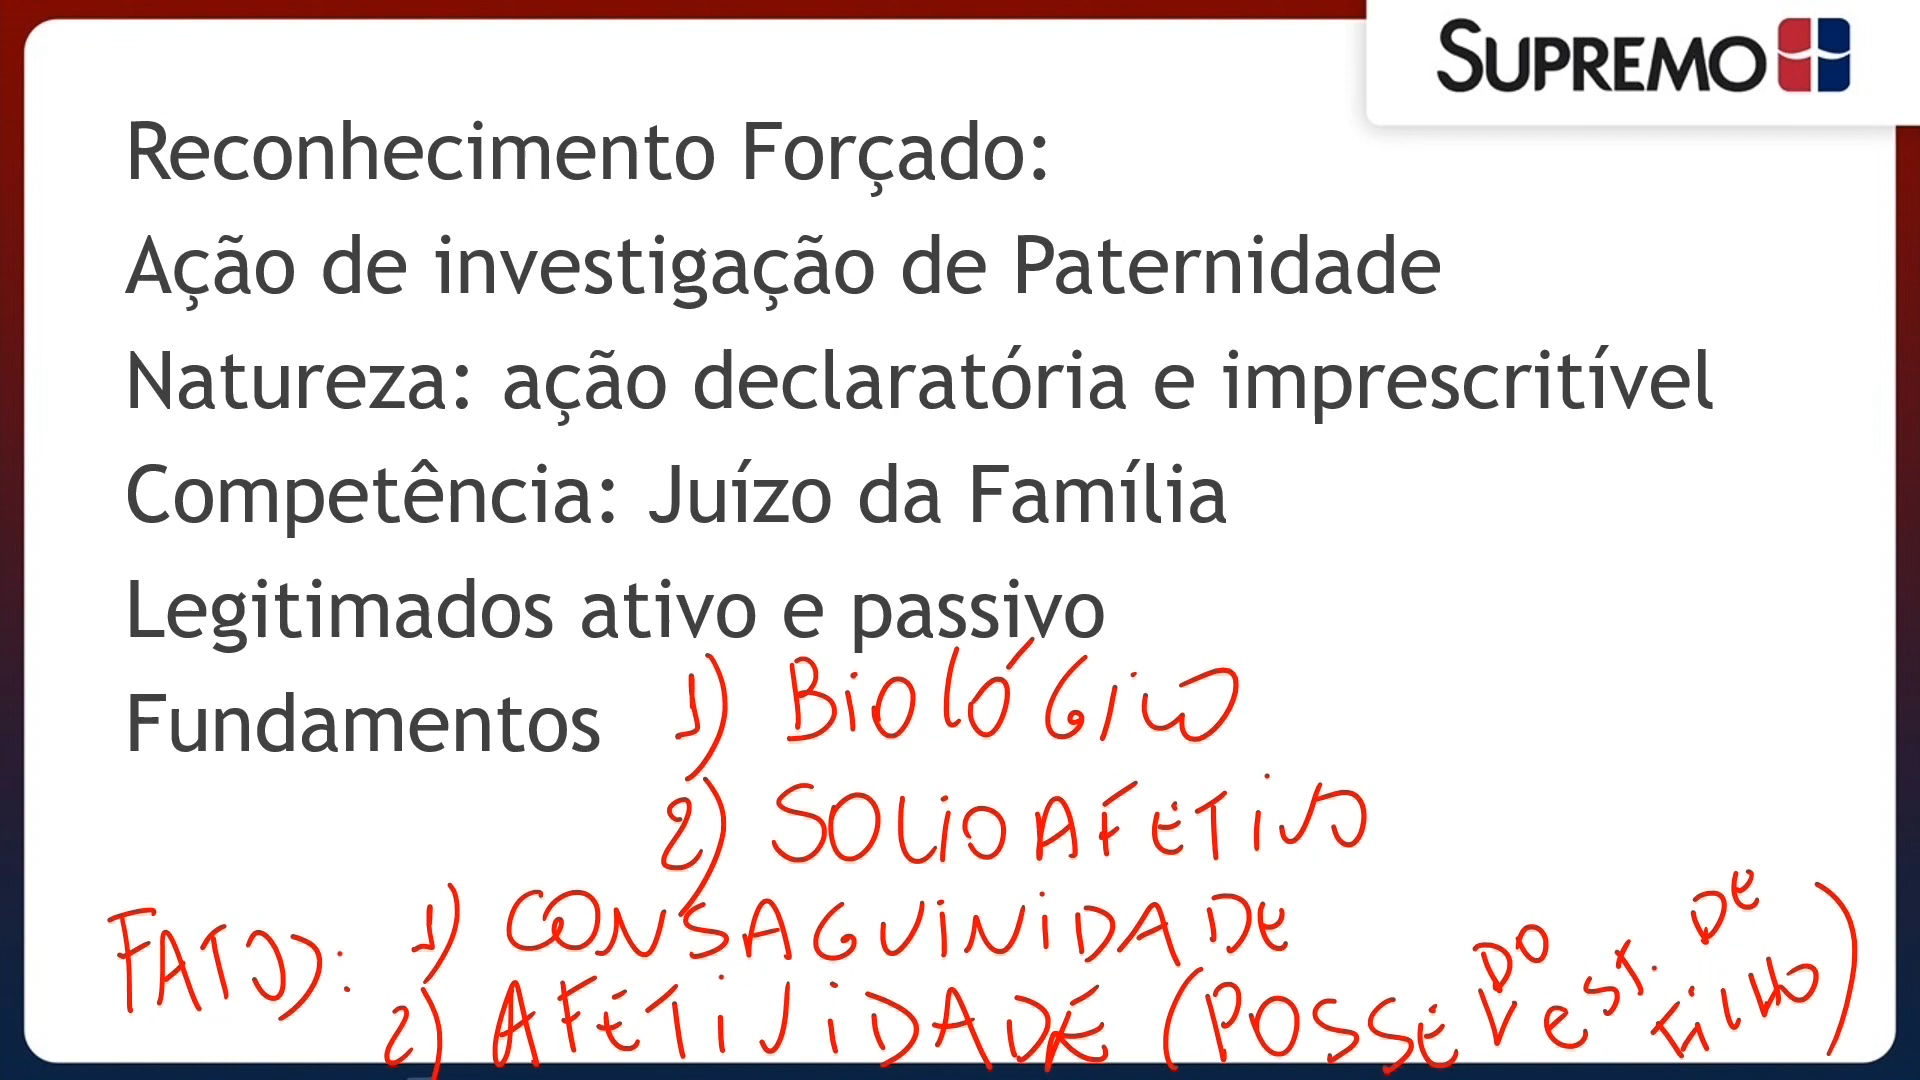 SUPREMO
Reconhecimento Forçado:
Ação de investigação de Paternidade
Natureza: ação declaratória e imprescritível
Competência: Juízo da Família
Legitimados ativo e passivo
Fundamentos 1) BIOLÓGICO
2) SOCIOAFETIVO
FATOS: 1) CONSAGUINIDADE
2) AFETIVIDADE (POSSE DO EST. DE FILHO)